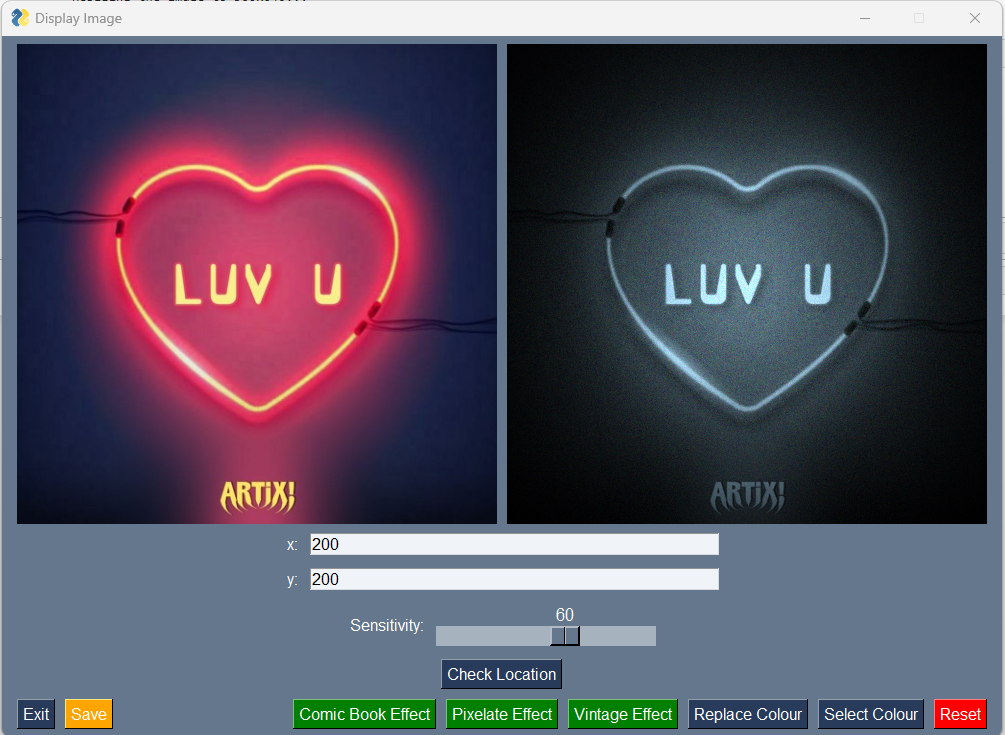 Display Image
LUV U
ARTiX!
LUV U
ARTiX!
x: 200
y: 200
60
Sensitivity:
Check Location
Exit Save Comic Book Effect Pixelate Effect Vintage Effect Replace Colour Select Colour Reset